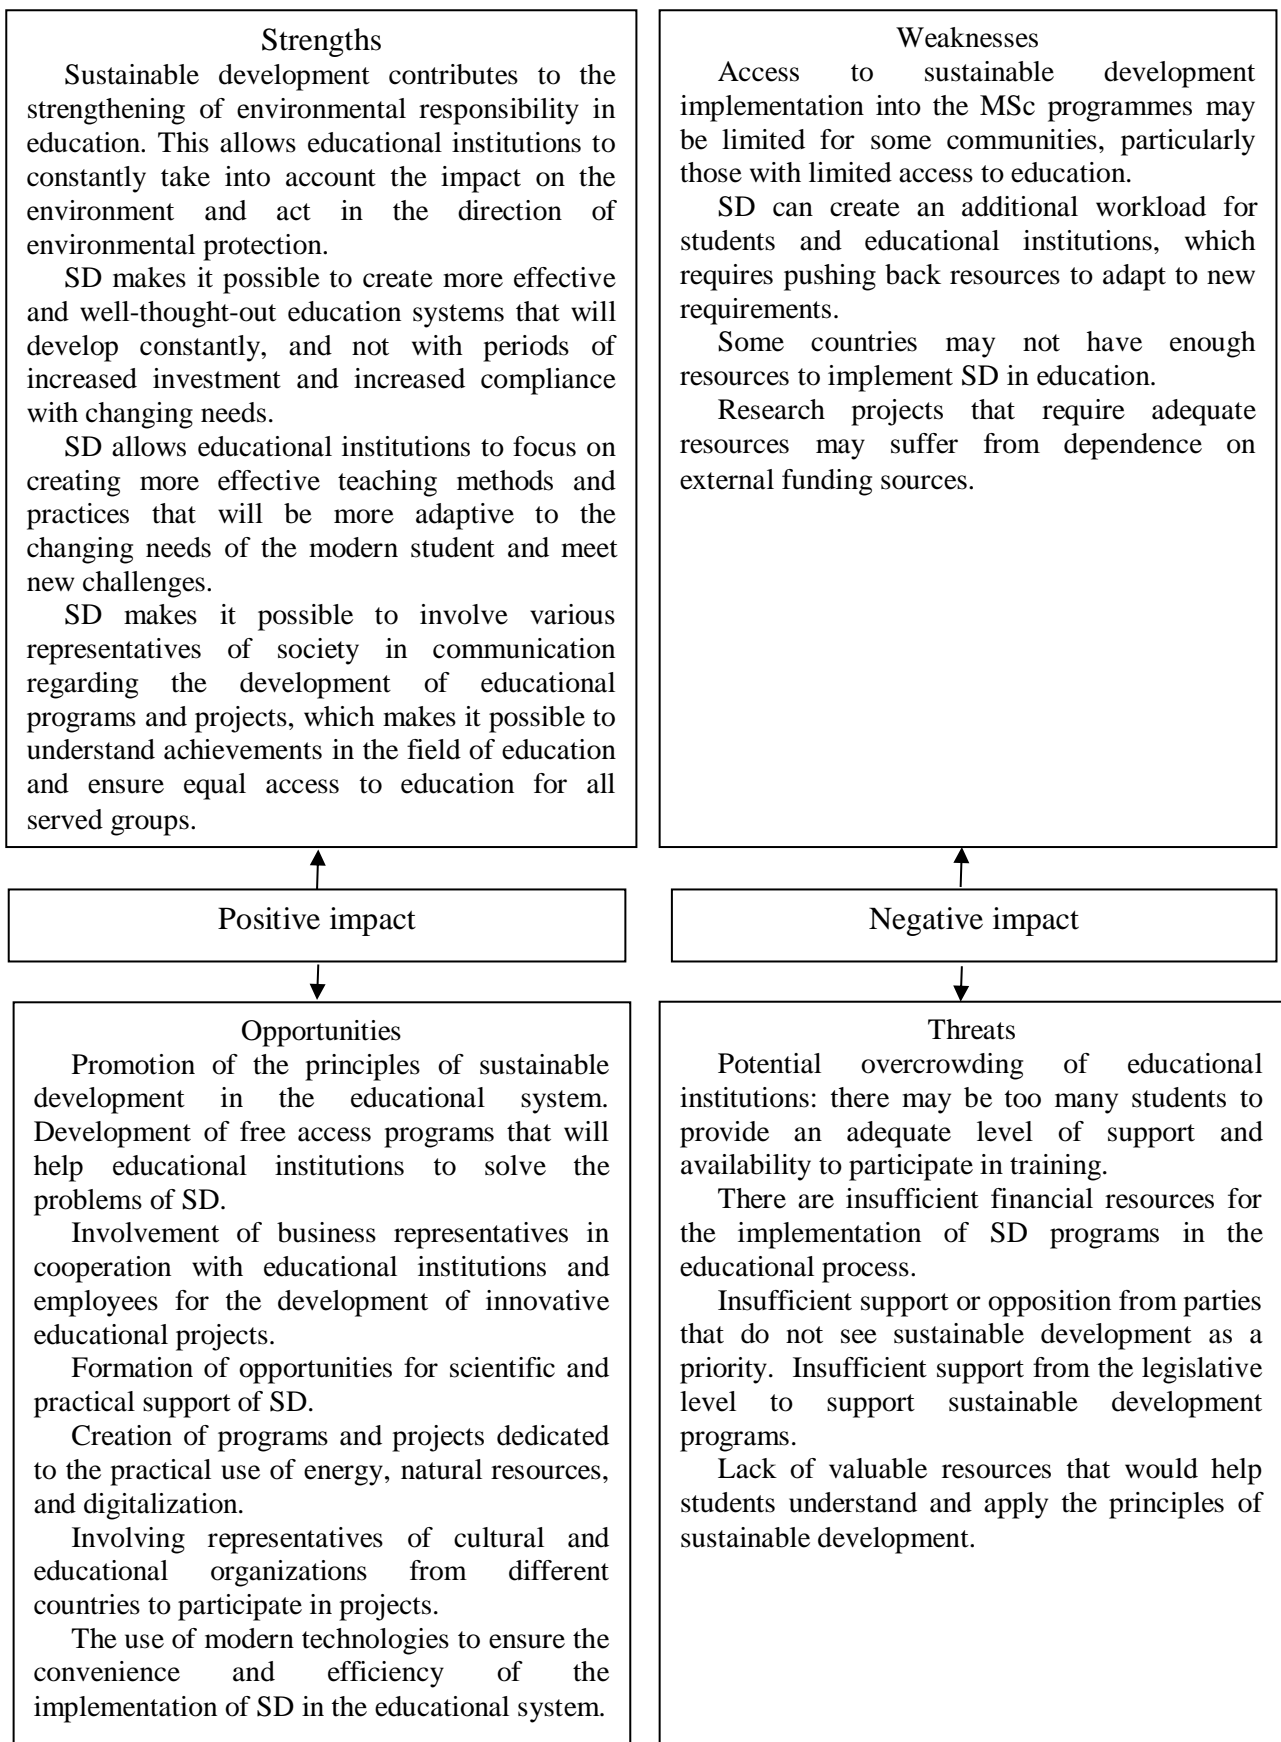 Strengths
Sustainable development contributes to the
strengthening of environmental responsibility in
education. This allows educational institutions to
constantly take into account the impact on the
environment and act in the direction of
environmental protection.
SD makes it possible to create more effective
and well-thought-out education systems that will
develop constantly, and not with periods of
increased investment and increased compliance
with changing needs.
SD allows educational institutions to focus on
creating more effective teaching methods and
practices that will be more adaptive to the
changing needs of the modern student and meet
new challenges.
SD makes it possible to involve various
representatives of society in communication
regarding the development of educational
programs and projects, which makes it possible to
understand achievements in the field of education
and ensure equal access to education for all
served groups.
Weaknesses
Access to sustainable development
implementation into the MSc programmes may
be limited for some communities, particularly
those with limited access to education.
SD can create an additional workload for
students and educational institutions, which
requires pushing back resources to adapt to new
requirements.
Some countries may not have enough
resources to implement SD in education.
Research projects that require adequate
resources may suffer from dependence on
external funding sources.
Positive impact
Negative impact
Opportunities
Promotion of the principles of sustainable
development in the educational system.
Development of free access programs that will
help educational institutions to solve the
problems of SD.
Involvement of business representatives in
cooperation with educational institutions and
employees for the development of innovative
educational projects.
Formation of opportunities for scientific and
practical support of SD.
Creation of programs and projects dedicated
to the practical use of energy, natural resources,
and digitalization.
Involving representatives of cultural and
educational organizations from different
countries to participate in projects.
The use of modern technologies to ensure the
convenience and efficiency of the
implementation of SD in the educational system.
Threats
Potential overcrowding of educational
institutions: there may be too many students to
provide an adequate level of support and
availability to participate in training.
There are insufficient financial resources for
the implementation of SD programs in the
educational process.
Insufficient support or opposition from parties
that do not see sustainable development as a
priority. Insufficient support from the legislative
level to support sustainable development
programs.
Lack of valuable resources that would help
students understand and apply the principles of
sustainable development.